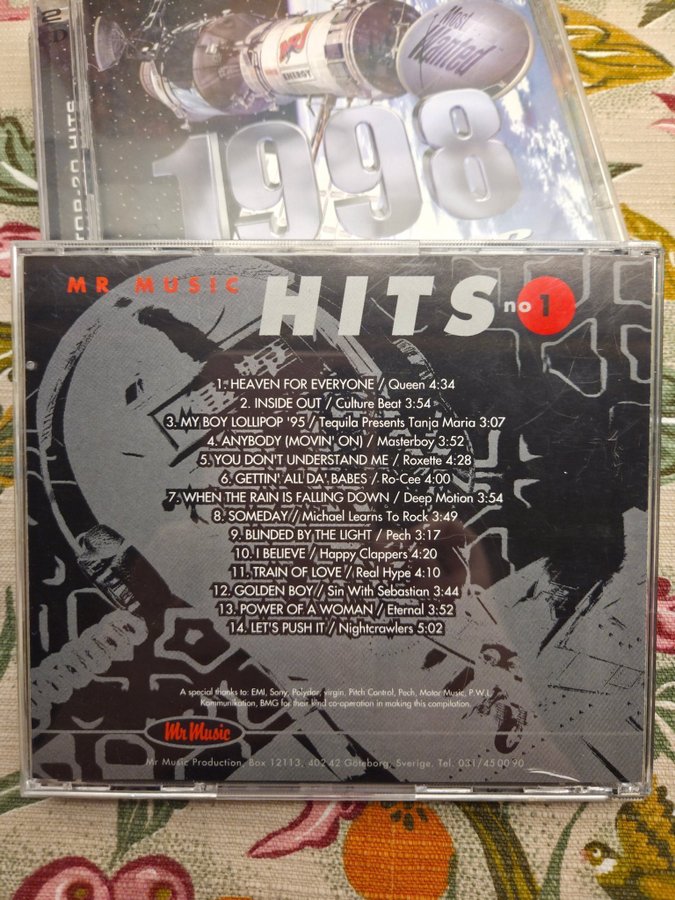 2
CD
Most
Wanted
ENERGY
TOP-20 HITS
1998
MR MUSIC HITS no 1
1. HEAVEN FOR EVERYONE / Queen 4:34
2. INSIDE OUT / Culture Beat 3:54
3. MY BOY LOLLIPOP '95 / Tequila Presents Tanja Maria 3:07
4. ANYBODY (MOVIN' ON) / Masterboy 3:52
5. YOU DON'T UNDERSTAND ME / Roxette 4:28
6. GETTIN' ALL DA' BABES / Ro-Cee 4:00
7. WHEN THE RAIN IS FALLING DOWN / Deep Motion 3:54
8. SOMEDAY / Michael Learns To Rock 3:49
9. BLINDED BY THE LIGHT / Pech 3:17
10. I BELIEVE / Happy Clappers 4:20
11. TRAIN OF LOVE / Real Hype 4:10
12. GOLDEN BOY / Sin With Sebastian 3:44
13. POWER OF A WOMAN / Eternal 3:52
14. LET'S PUSH IT / Nightcrawlers 5:02
A special thanks to: EMI, Sony, Polydor, virgin, Pitch Control, Pech, Motor Music, P.W.L.
Kommunikation, BMG for their kind co-operation in making this compilation.
Mr Music
Mr Music Production, Box 12113, 402 42 Göteborg, Sverige. Tel. 031/45 00 90